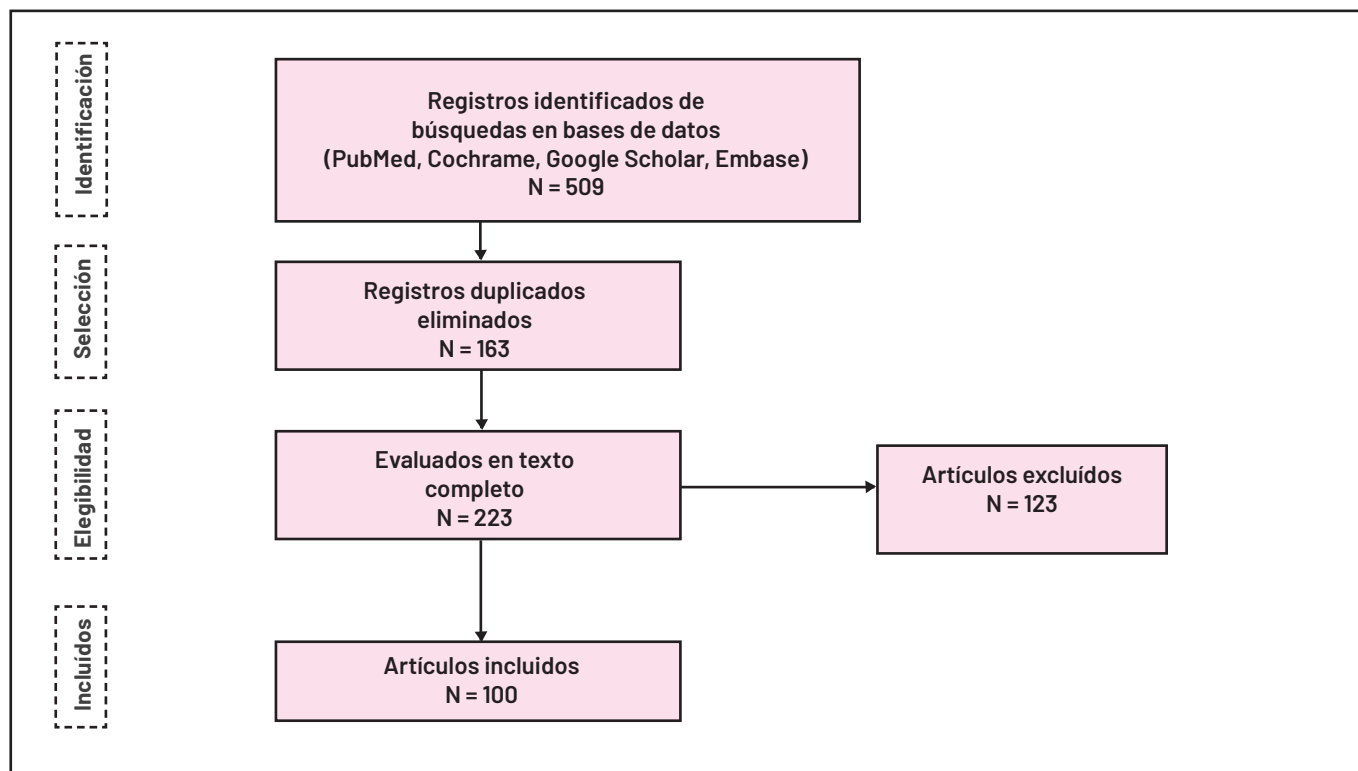 Identificación
Registros identificados de
búsquedas en bases de datos
(PubMed, Cochrame, Google Scholar, Embase)
N = 509
Selección
Registros duplicados
eliminados
N = 163
Elegibilidad
Evaluados en texto
completo
N = 223
Artículos excluídos
N = 123
Incluídos
Artículos incluidos
N = 100